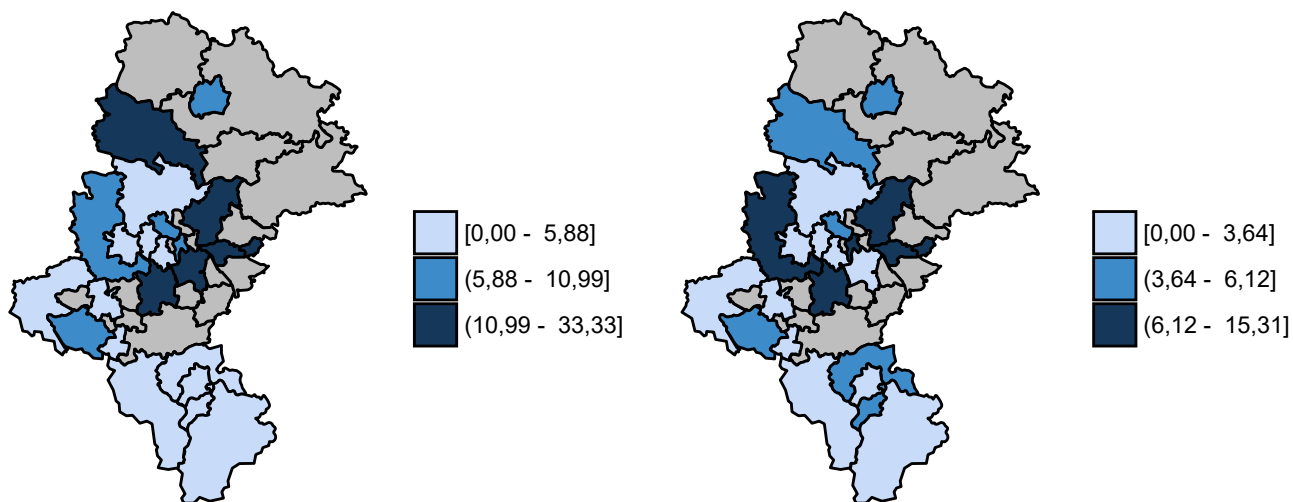 [0,00 - 5,88]
(5,88 - 10,99]
(10,99 - 33,33]
[0,00 - 3,64]
(3,64 - 6,12]
(6,12 - 15,31]